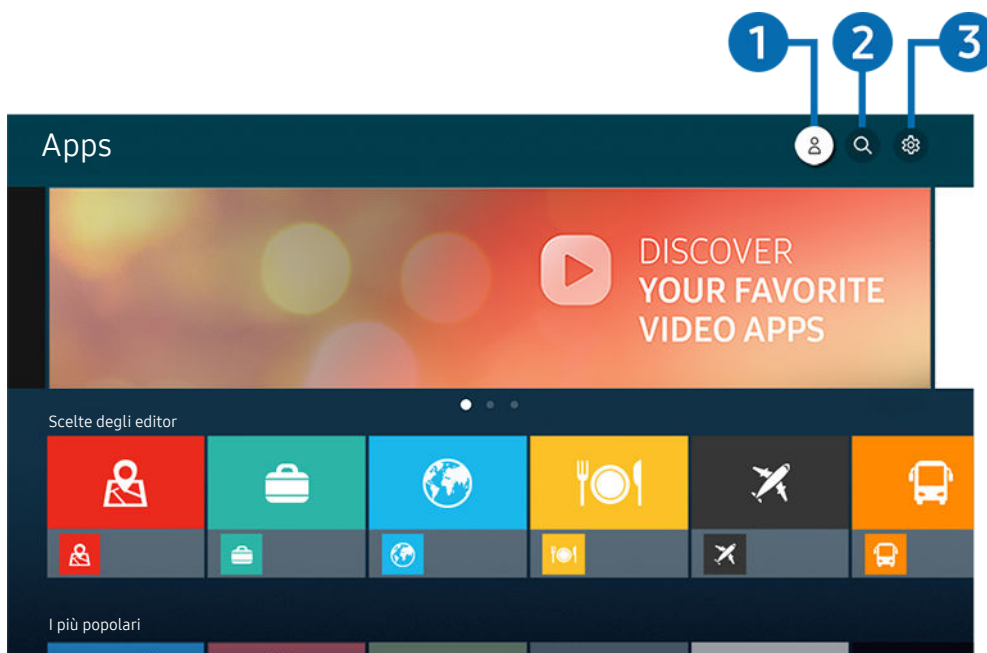 1 2 3
Apps
DISCOVER
YOUR FAVORITE
VIDEO APPS
Scelte degli editor
I più popolari